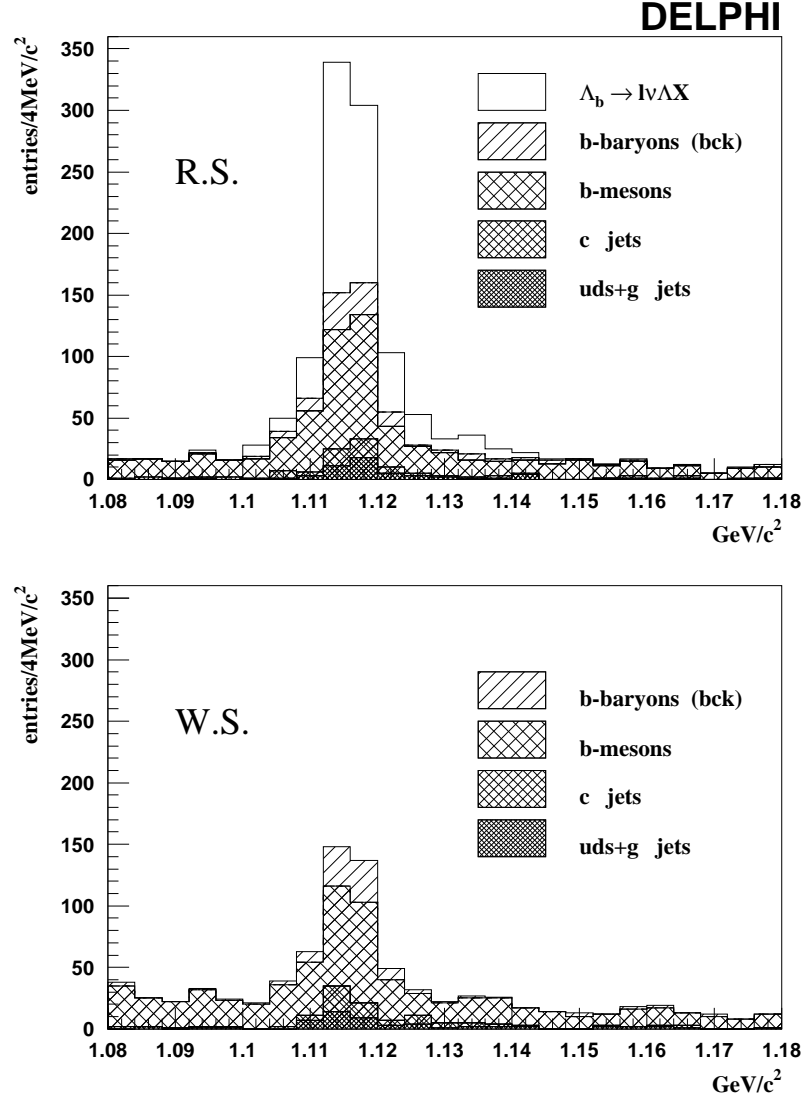 DELPHI
entries/4MeV/c²
350
300
250
200
150
100
50
0
R.S.
Λb → lνΛX
b-baryons (bck)
b-mesons
c jets
uds+g jets
1.08 1.09 1.1 1.11 1.12 1.13 1.14 1.15 1.16 1.17 1.18
GeV/c²
entries/4MeV/c²
350
300
250
200
150
100
50
0
W.S.
b-baryons (bck)
b-mesons
c jets
uds+g jets
1.08 1.09 1.1 1.11 1.12 1.13 1.14 1.15 1.16 1.17 1.18
GeV/c²